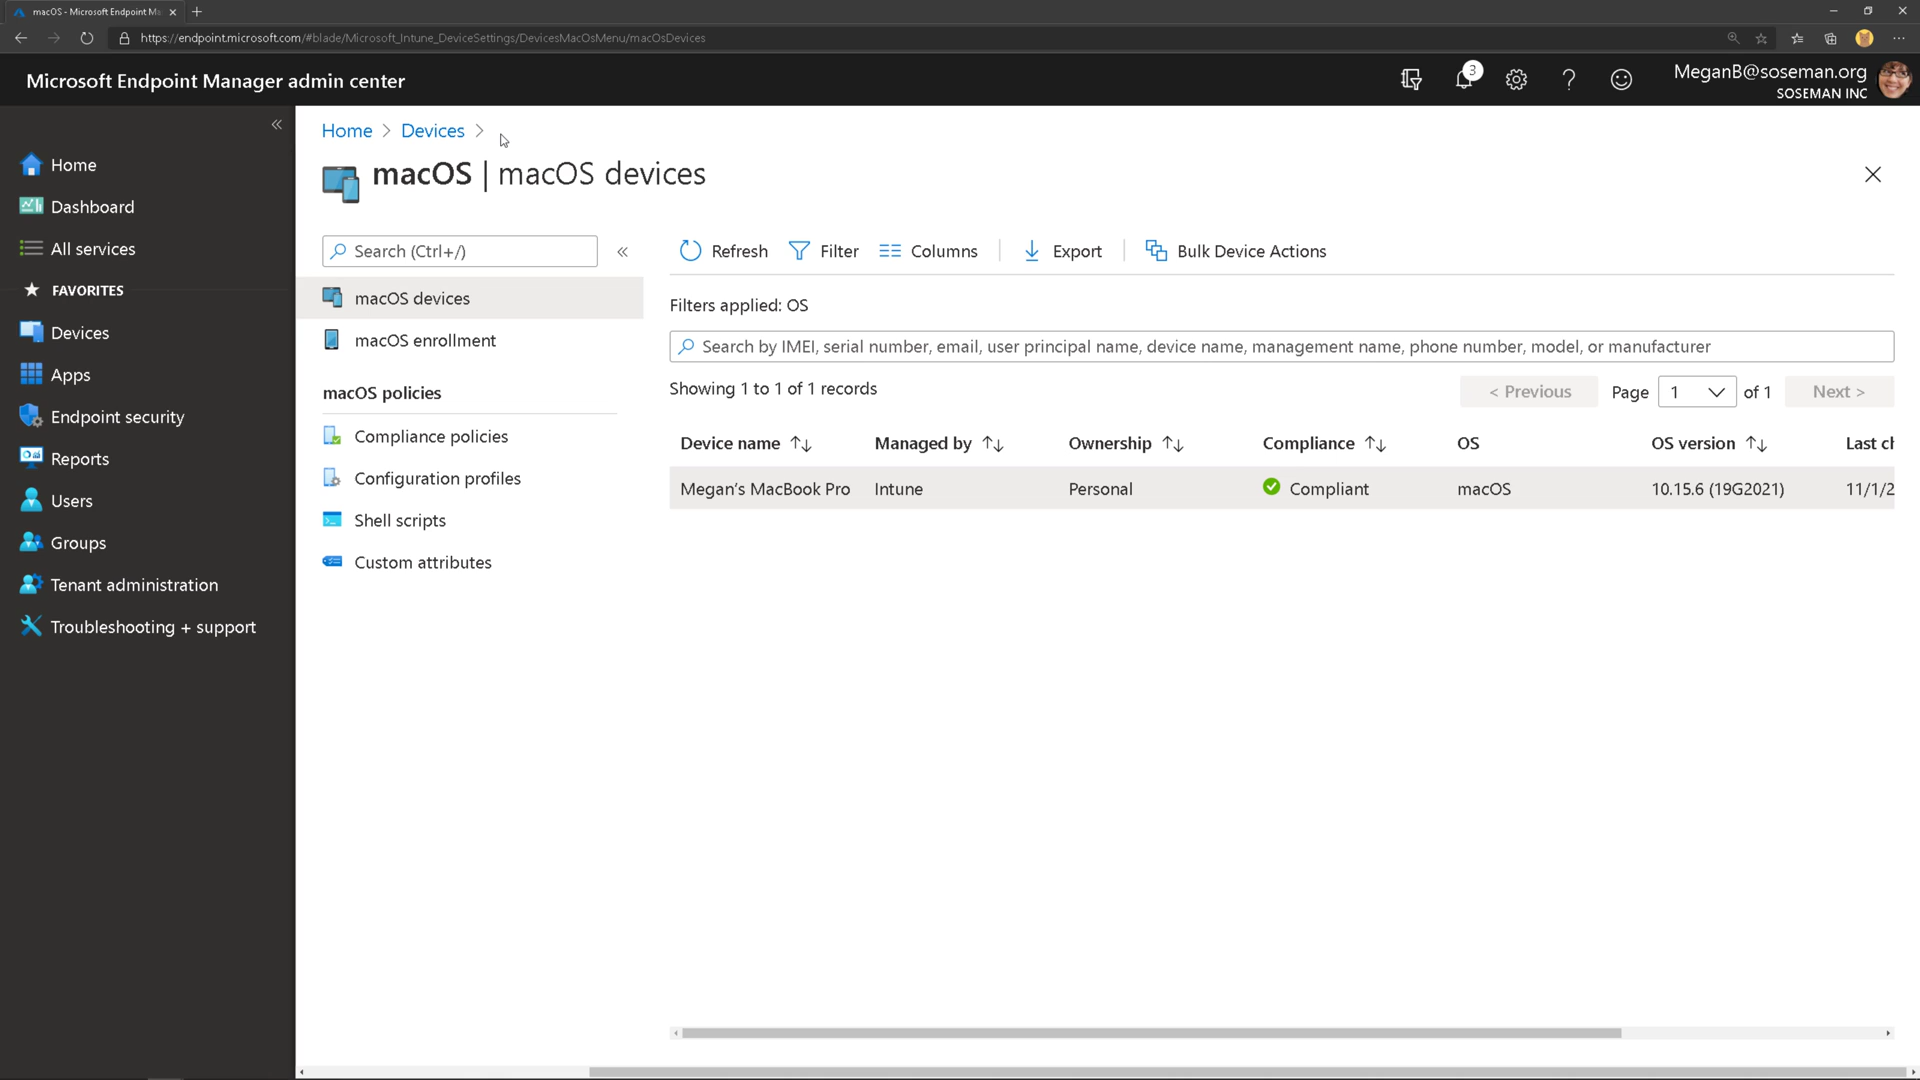 macOS - Microsoft Endpoint Ma
https://endpoint.microsoft.com/#blade/Microsoft_Intune_DeviceSettings/DevicesMacOsMenu/macOsDevices
Microsoft Endpoint Manager admin center
3
MeganB@soseman.org
SOSEMAN INC
Home
Dashboard
All services
FAVORITES
Devices
Apps
Endpoint security
Reports
Users
Groups
Tenant administration
Troubleshooting + support
Home > Devices >
macOS | macOS devices
Search (Ctrl+/)
macOS devices
macOS enrollment
macOS policies
Compliance policies
Configuration profiles
Shell scripts
Custom attributes
Refresh Filter Columns Export Bulk Device Actions
Filters applied: OS
Search by IMEI, serial number, email, user principal name, device name, management name, phone number, model, or manufacturer
Showing 1 to 1 of 1 records
< Previous Page 1 of 1 Next >
Device name Managed by Ownership Compliance OS OS version Last ch
Megan’s MacBook Pro Intune Personal Compliant macOS 10.15.6 (19G2021) 11/1/2